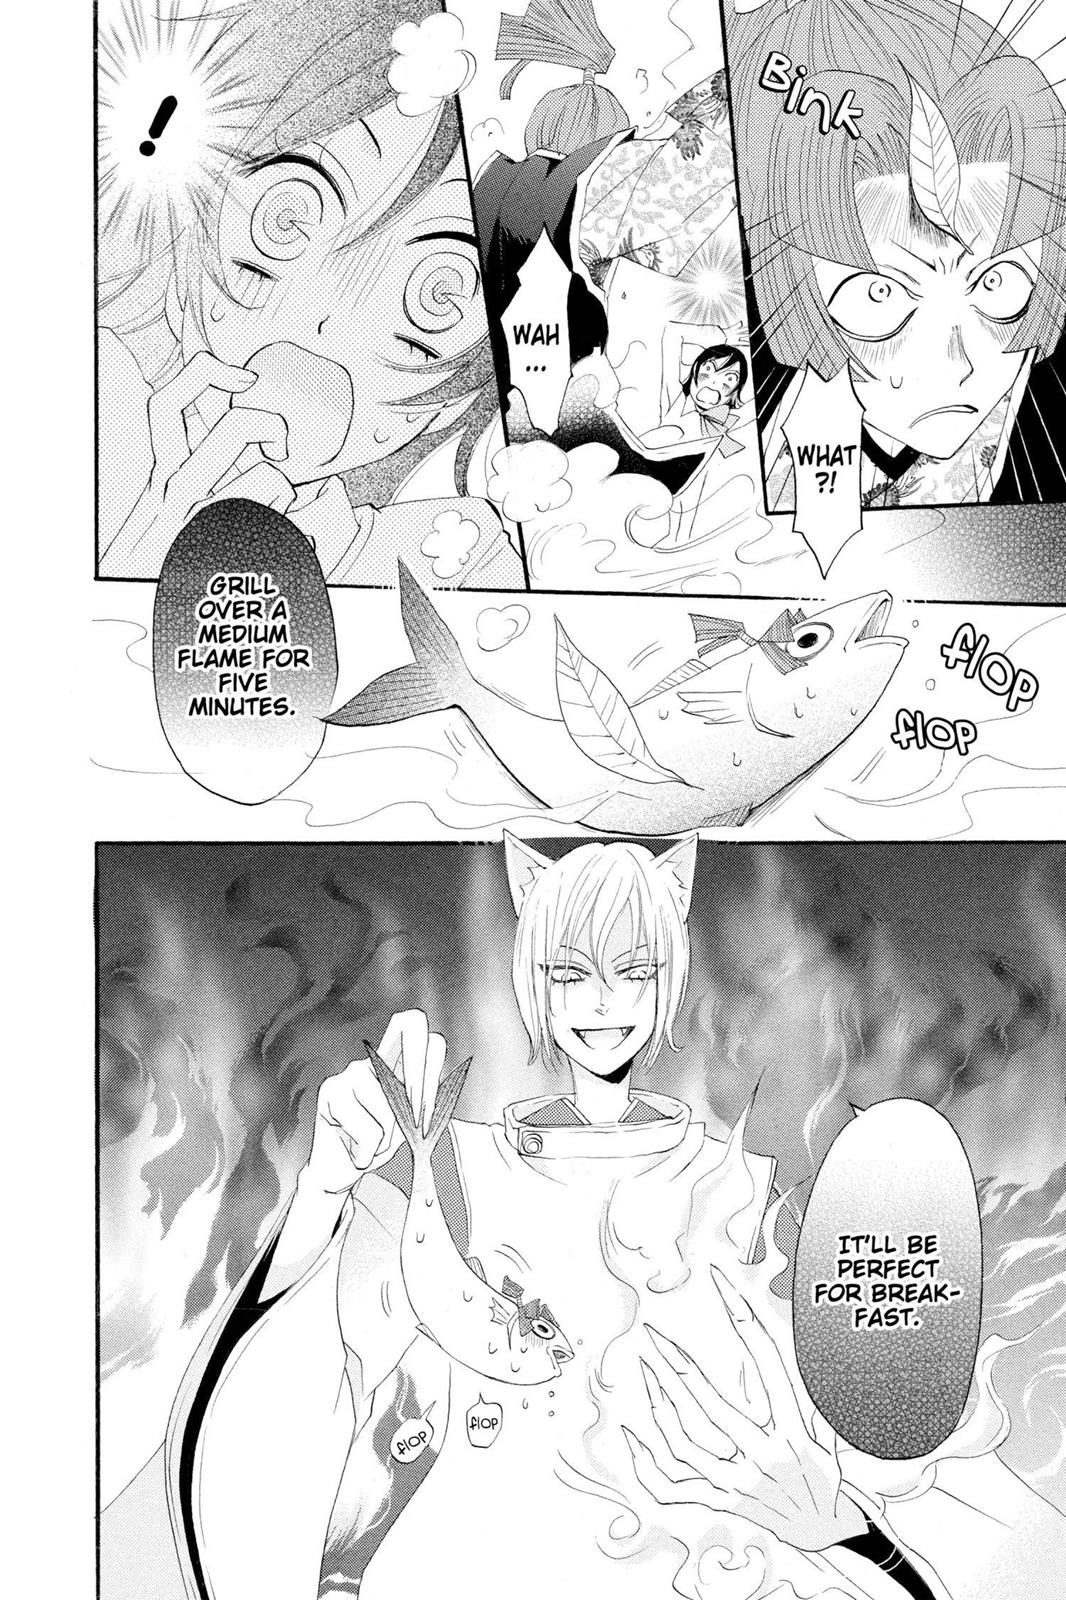 Bink
WHAT
?!
WAH
...
!
flop
flop
GRILL
OVER A
MEDIUM
FLAME FOR
FIVE
MINUTES.
IT'LL BE
PERFECT
FOR BREAK-
FAST.
flop
flop